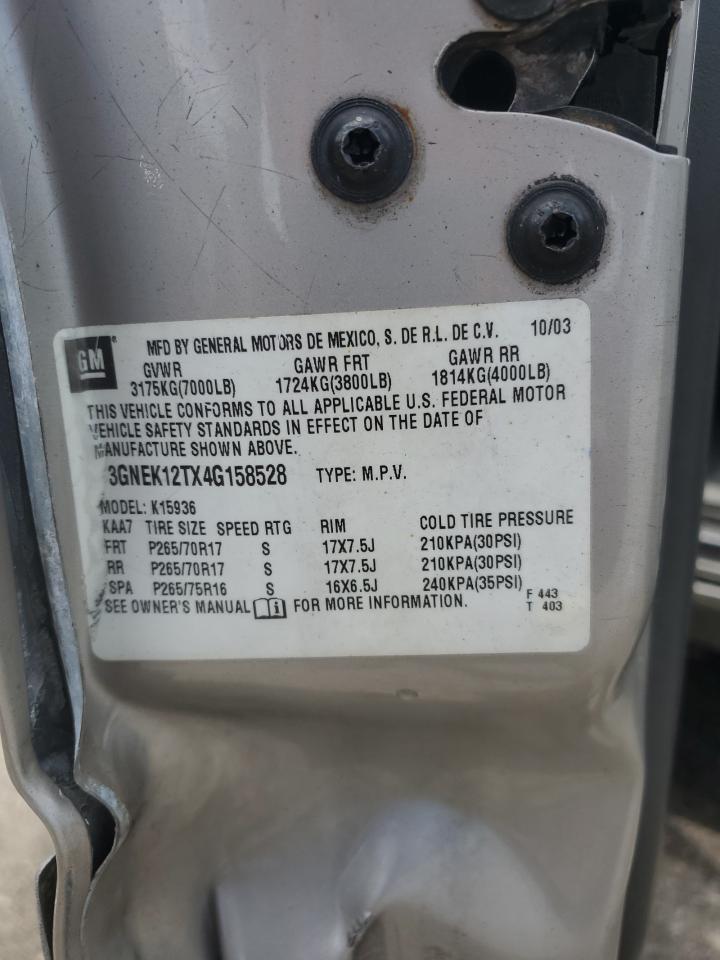 GM® MFD BY GENERAL MOTORS DE MEXICO, S. DE R.L. DE C.V. 10/03
GVWR GAWR FRT GAWR RR
3175KG(7000LB) 1724KG(3800LB) 1814KG(4000LB)
THIS VEHICLE CONFORMS TO ALL APPLICABLE U.S. FEDERAL MOTOR
VEHICLE SAFETY STANDARDS IN EFFECT ON THE DATE OF
MANUFACTURE SHOWN ABOVE.
3GNEK12TX4G158528 TYPE: M.P.V.
MODEL: K15936
KAA7 TIRE SIZE SPEED RTG RIM COLD TIRE PRESSURE
FRT P265/70R17 S 17X7.5J 210KPA(30PSI)
RR P265/70R17 S 17X7.5J 210KPA(30PSI)
SPA P265/75R16 S 16X6.5J 240KPA(35PSI)
SEE OWNER'S MANUAL i FOR MORE INFORMATION.
F 443
T 403